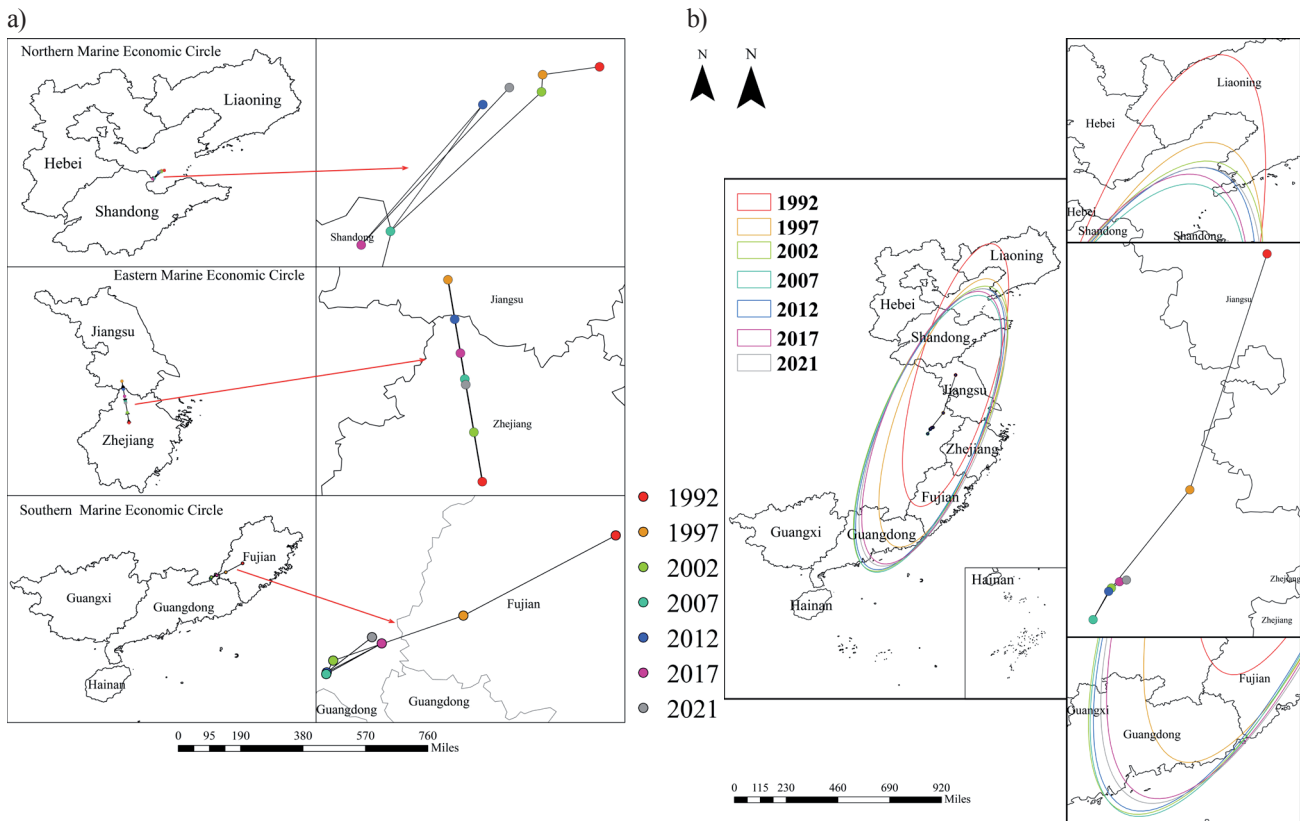 a)
Northern Marine Economic Circle
Liaoning
Hebei
Shandong
Shandong
Eastern Marine Economic Circle
Jiangsu
Zhejiang
Jiangsu
Zhejiang
Southern Marine Economic Circle
Fujian
Guangxi
Guangdong
Hainan
Fujian
Guangdong
Guangdong
0 95 190 380 570 760
Miles
1992
1997
2002
2007
2012
2017
2021
b)
N
N
1992
1997
2002
2007
2012
2017
2021
Liaoning
Hebei
Shandong
Jiangsu
Zhejiang
Fujian
Guangxi
Guangdong
Hainan
Hainan
0 115 230 460 690 920
Miles
Liaoning
Hebei
Hebei
Shandong
Shandong
Jiangsu
Zhejiang
Zhejiang
Fujian
Guangxi
Guangdong